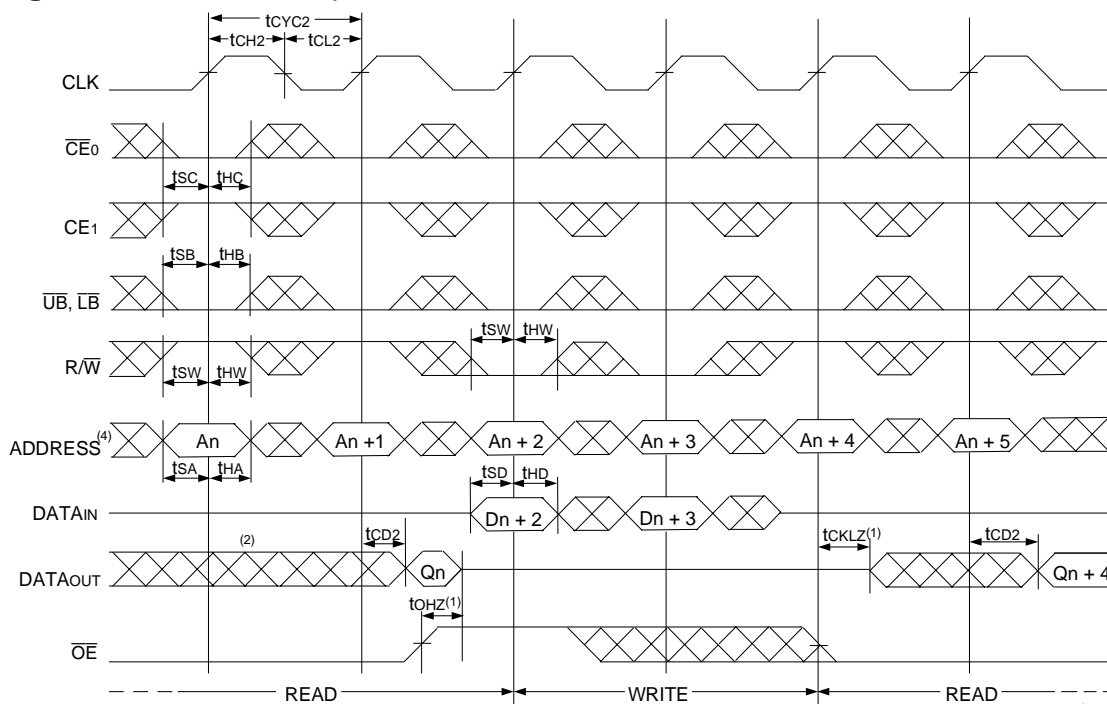 tCYC2
tCH2 tCL2
CLK
CE0
tSC tHC
CE1
tSB tHB
UB, LB
tSW tHW
R/W
tSW tHW
ADDRESS(4) An An +1 An + 2 An + 3 An + 4 An + 5
tSA tHA
tSD tHD
DATAIN Dn + 2 Dn + 3
(2) tCD2 tCKLZ(1) tCD2
DATAOUT Qn Qn + 4
tOHZ(1)
OE
READ WRITE READ